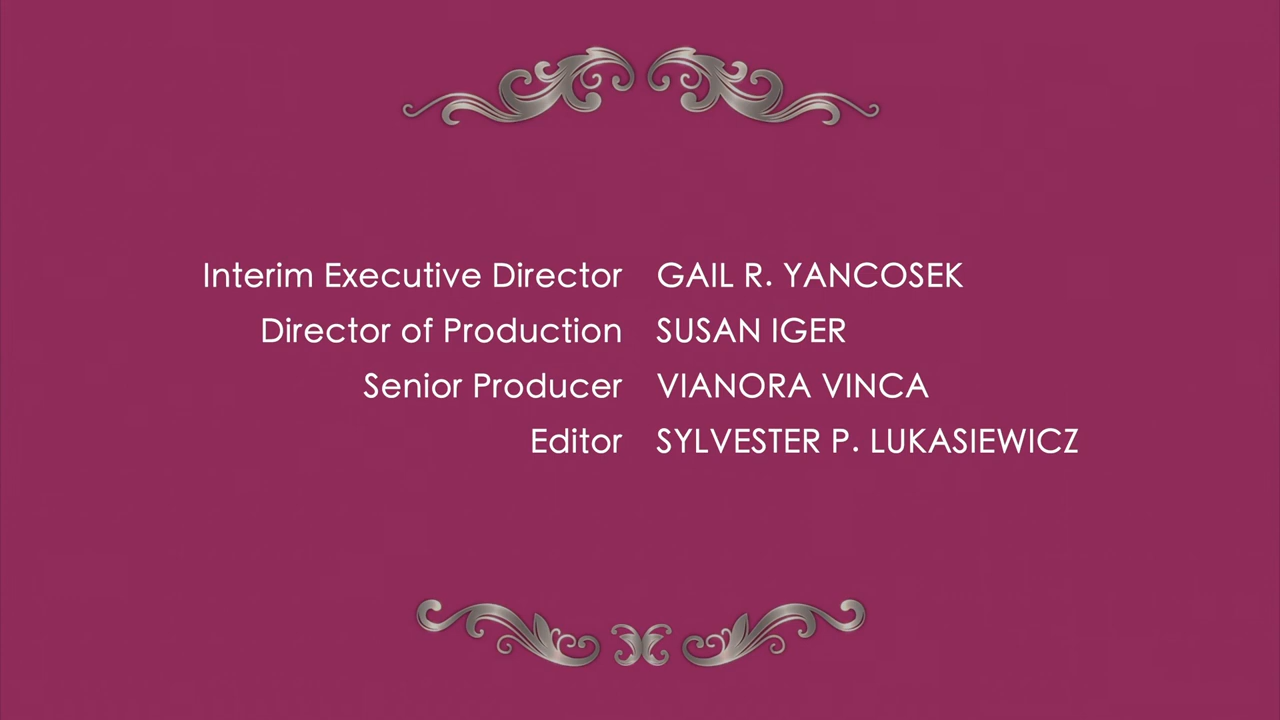 Interim Executive Director GAIL R. YANCOSEK
Director of Production SUSAN IGER
Senior Producer VIANORA VINCA
Editor SYLVESTER P. LUKASIEWICZ